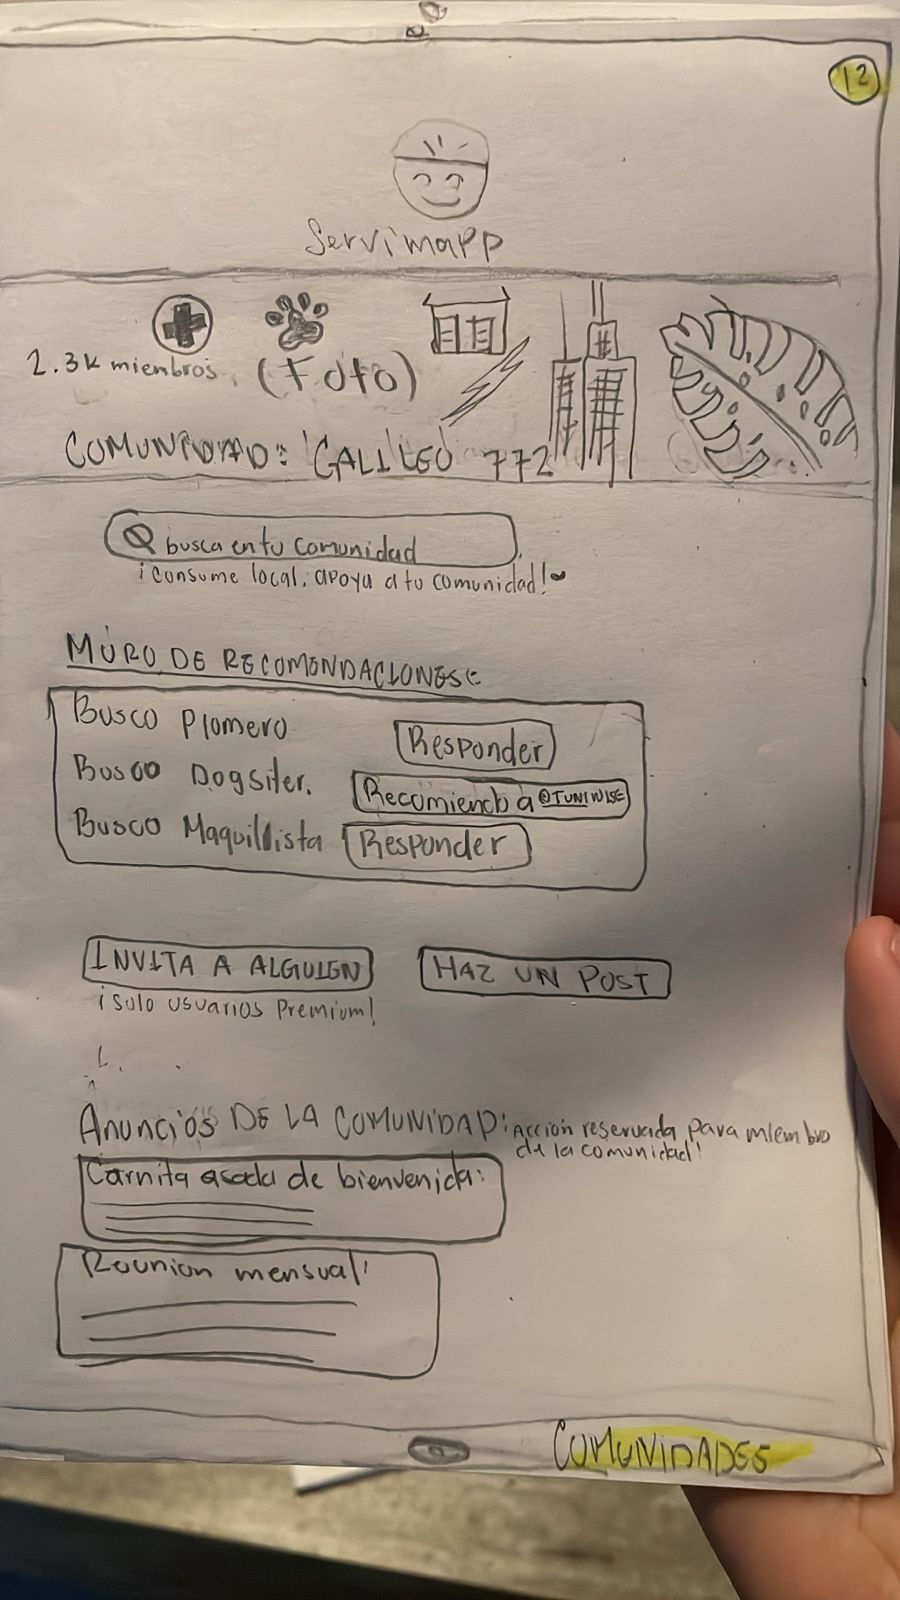 12
Servimapp
2.3k miembros. (Foto)
COMUNIDAD: GALILEO 772
busca en tu comunidad
¡consume local, apoya a tu comunidad!
MURO DE RECOMENDACIONES:
Busco Plomero Responder
Busco Dogsiter. Recomiendo a
Busco Maquillista Responder
INVITA A ALGUIEN HAZ UN POST
¡Solo usuarios Premium!
Anuncios DE LA COMUNIDAD: Acción reservada para miembro
de la comunidad!
Carnita asada de bienvenida:
Reunion mensual:
COMUNIDADES